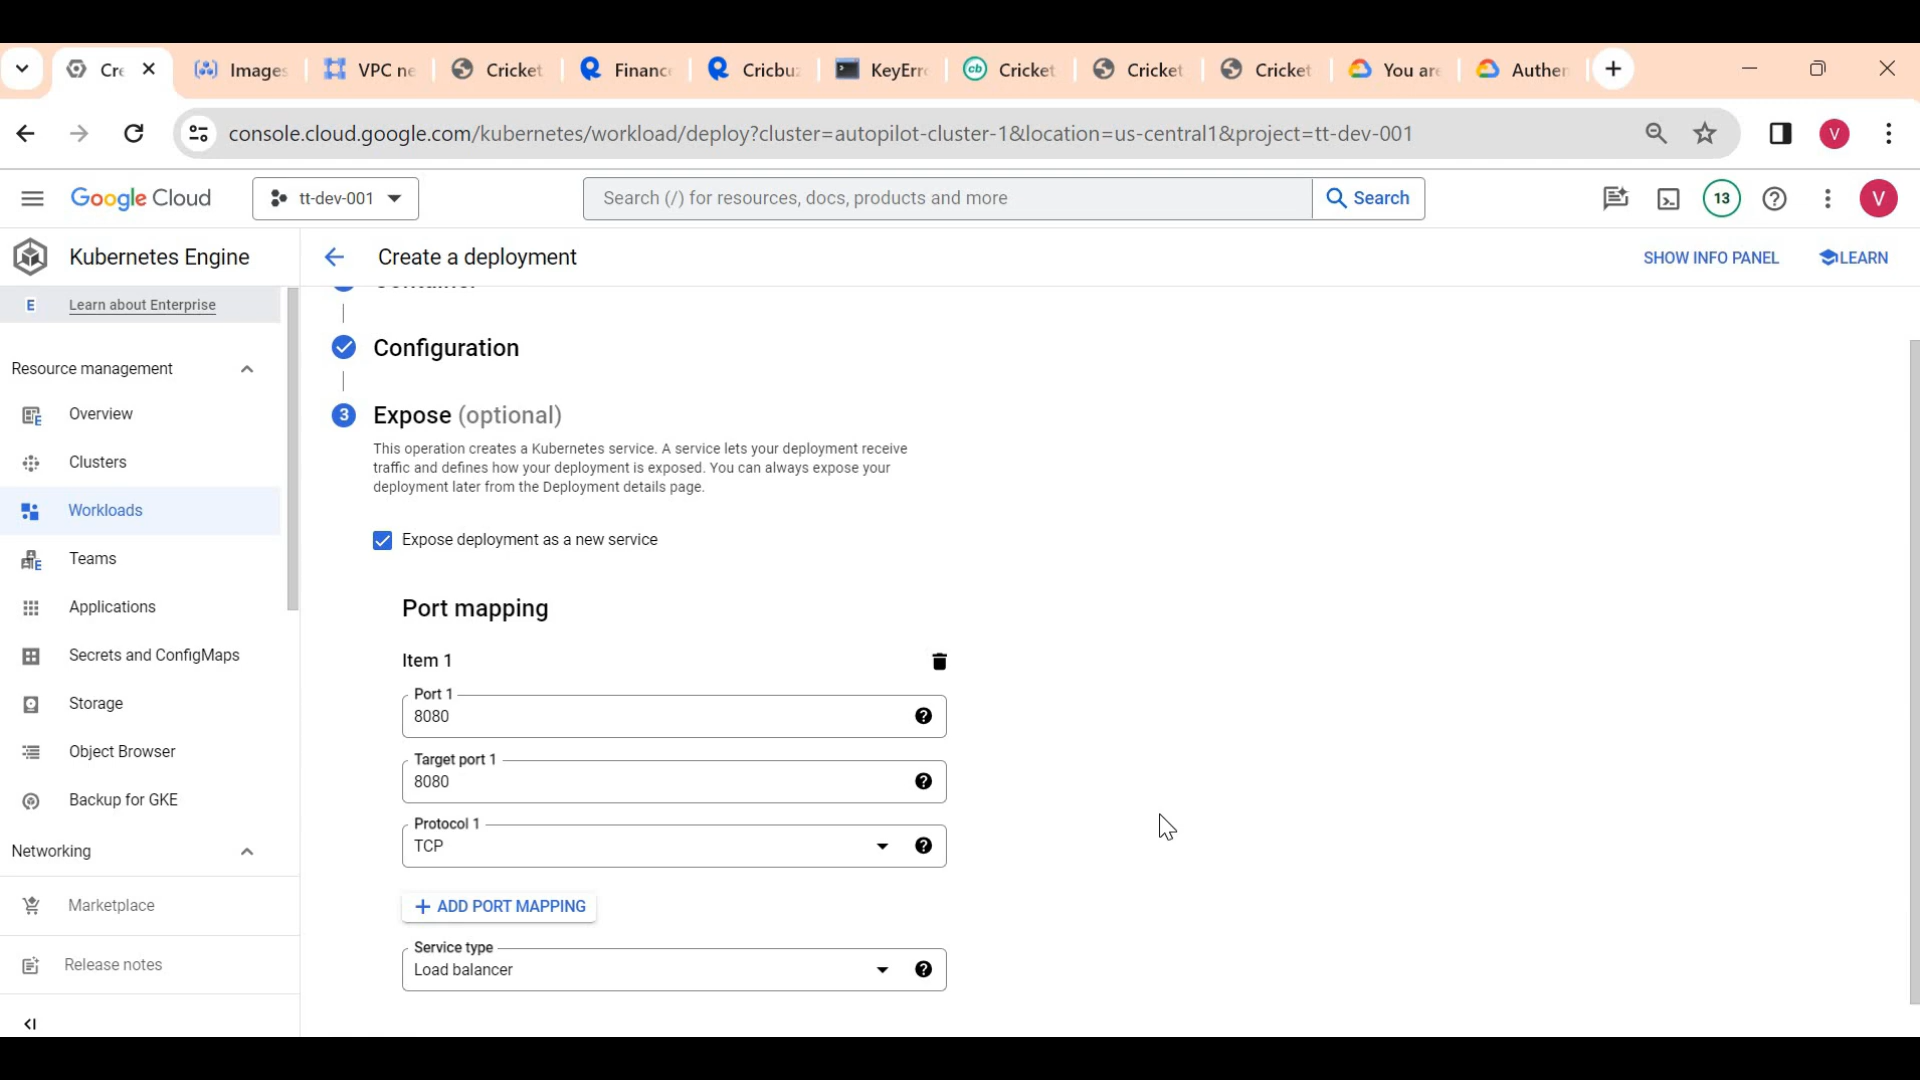 Cre
Images
VPC ne
Cricket
Finance
Cricbuz
KeyErro
Cricket
Cricket
Cricket
You are
Authen
console.cloud.google.com/kubernetes/workload/deploy?cluster=autopilot-cluster-1&location=us-central1&project=tt-dev-001
V
Google Cloud
tt-dev-001
Search (/) for resources, docs, products and more
Search
13
V
Kubernetes Engine
Create a deployment
SHOW INFO PANEL
LEARN
E
Learn about Enterprise
Resource management
Overview
Clusters
Workloads
Teams
Applications
Secrets and ConfigMaps
Storage
Object Browser
Backup for GKE
Networking
Marketplace
Release notes
Configuration
3
Expose (optional)
This operation creates a Kubernetes service. A service lets your deployment receive
traffic and defines how your deployment is exposed. You can always expose your
deployment later from the Deployment details page.
Expose deployment as a new service
Port mapping
Item 1
Port 1
8080
Target port 1
8080
Protocol 1
TCP
+ ADD PORT MAPPING
Service type
Load balancer